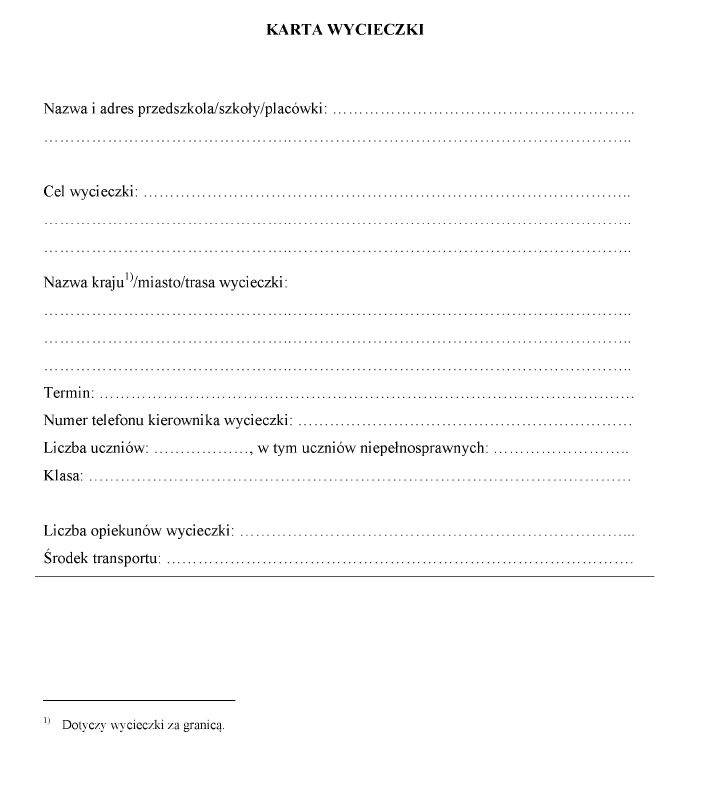 KARTA WYCIECZKI
Nazwa i adres przedszkola/szkoły/placówki: ……………………………………………………
……………………………………………………………………………………………………..
Cel wycieczki: ……………………………………………………………………………………..
……………………………………………………………………………………………………..
……………………………………………………………………………………………………..
Nazwa kraju1)/miasto/trasa wycieczki:
……………………………………………………………………………………………………..
……………………………………………………………………………………………………..
……………………………………………………………………………………………………..
Termin: …………………………………………………………………………………………….
Numer telefonu kierownika wycieczki: …………………………………………………………
Liczba uczniów: ………………, w tym uczniów niepełnosprawnych: ……………………..
Klasa: ………………………………………………………………………………………………
Liczba opiekunów wycieczki: …………………………………………………………………...
Środek transportu: ……………………………………………………………………………….
1) Dotyczy wycieczki za granicą.